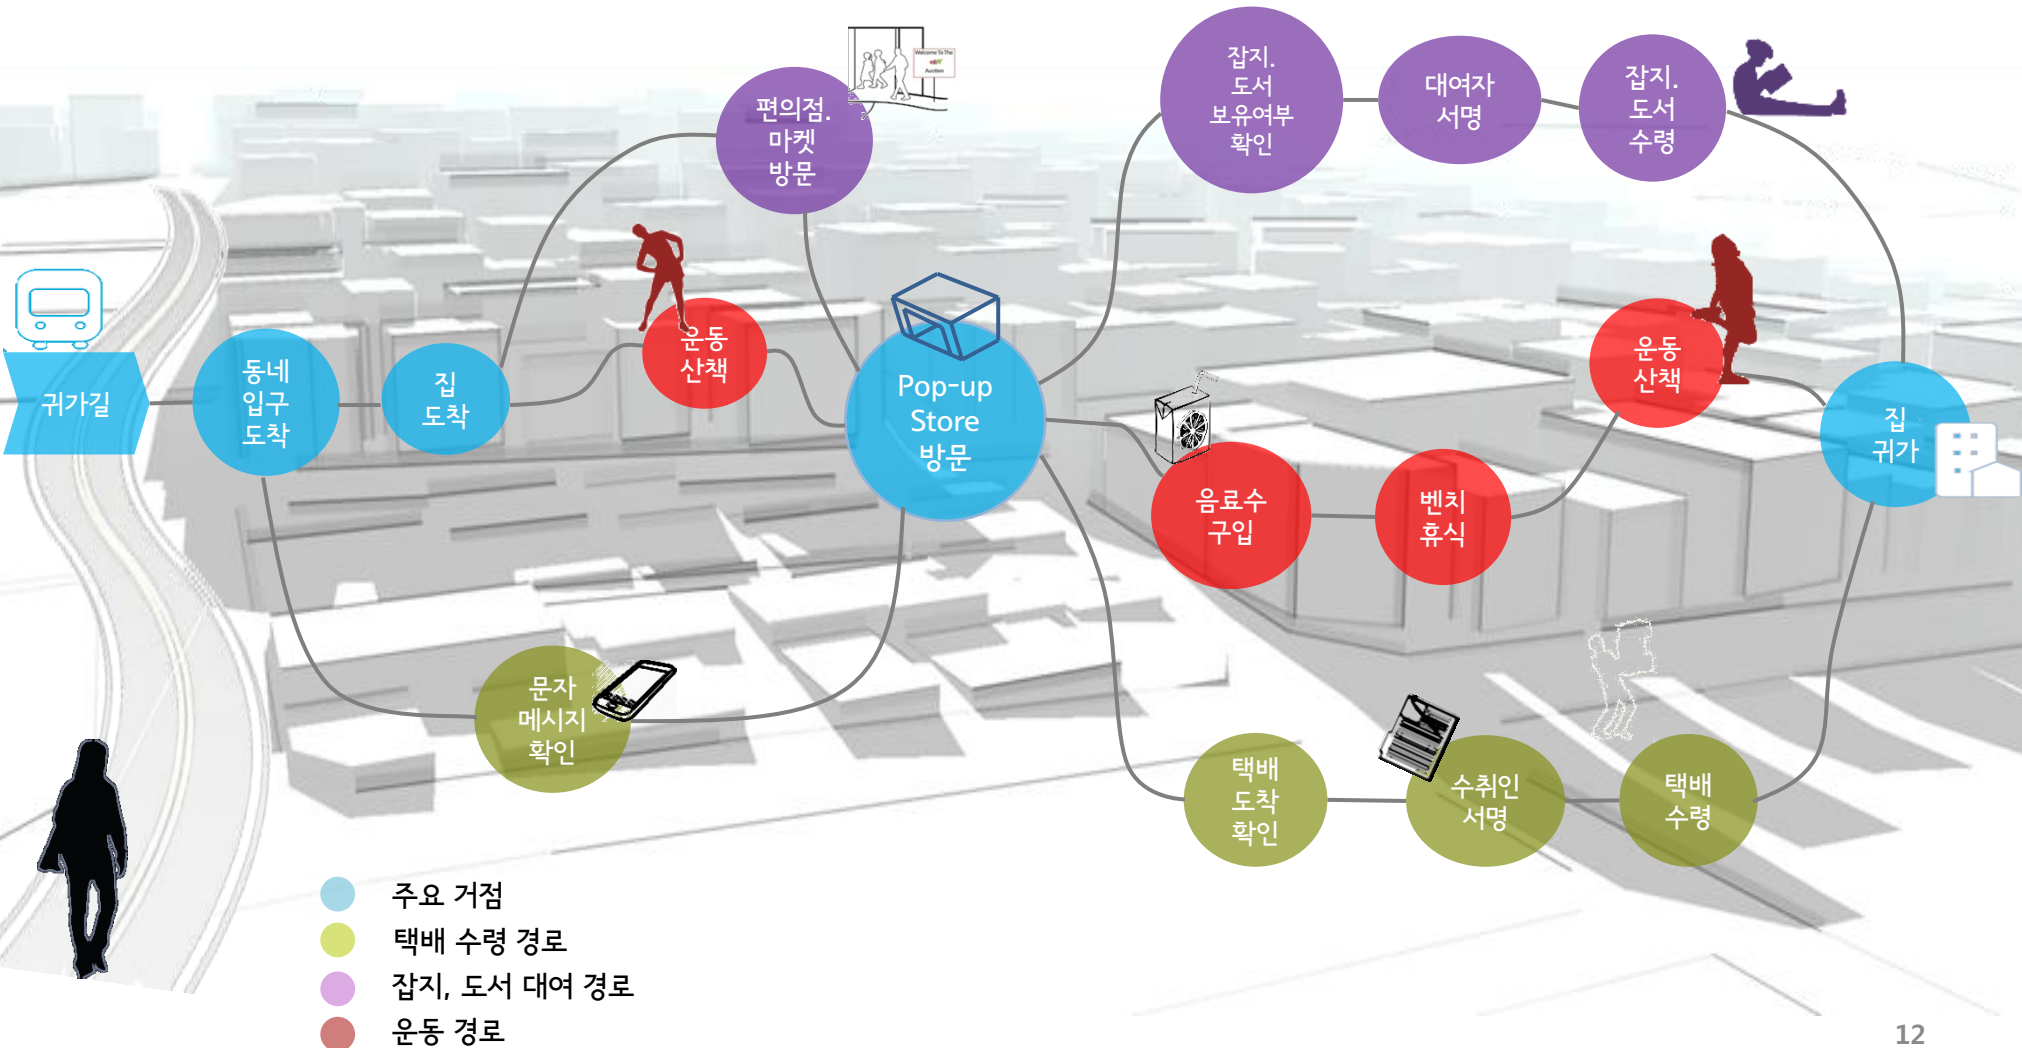 편의점.
마켓
방문
Welcome To The
ebY
Auction
잡지.
도서
보유여부
확인
대여자
서명
잡지.
도서
수령
귀가길
동네
입구
도착
집
도착
운동
산책
Pop-up
Store
방문
음료수
구입
벤치
휴식
운동
산책
집
귀가
문자
메시지
확인
택배
도착
확인
수취인
서명
택배
수령
주요 거점
택배 수령 경로
잡지, 도서 대여 경로
운동 경로
12